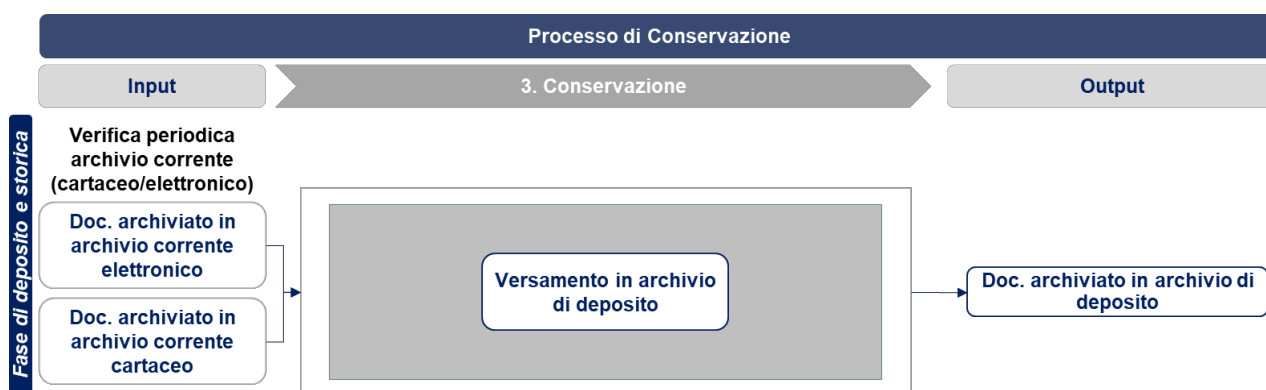 Processo di Conservazione
Input
3. Conservazione
Output
Fase di deposito e storica
Verifica periodica
archivio corrente
(cartaceo/elettronico)
Doc. archiviato in
archivio corrente
elettronico
Doc. archiviato in
archivio corrente
cartaceo
Versamento in archivio
di deposito
Doc. archiviato in archivio di
deposito